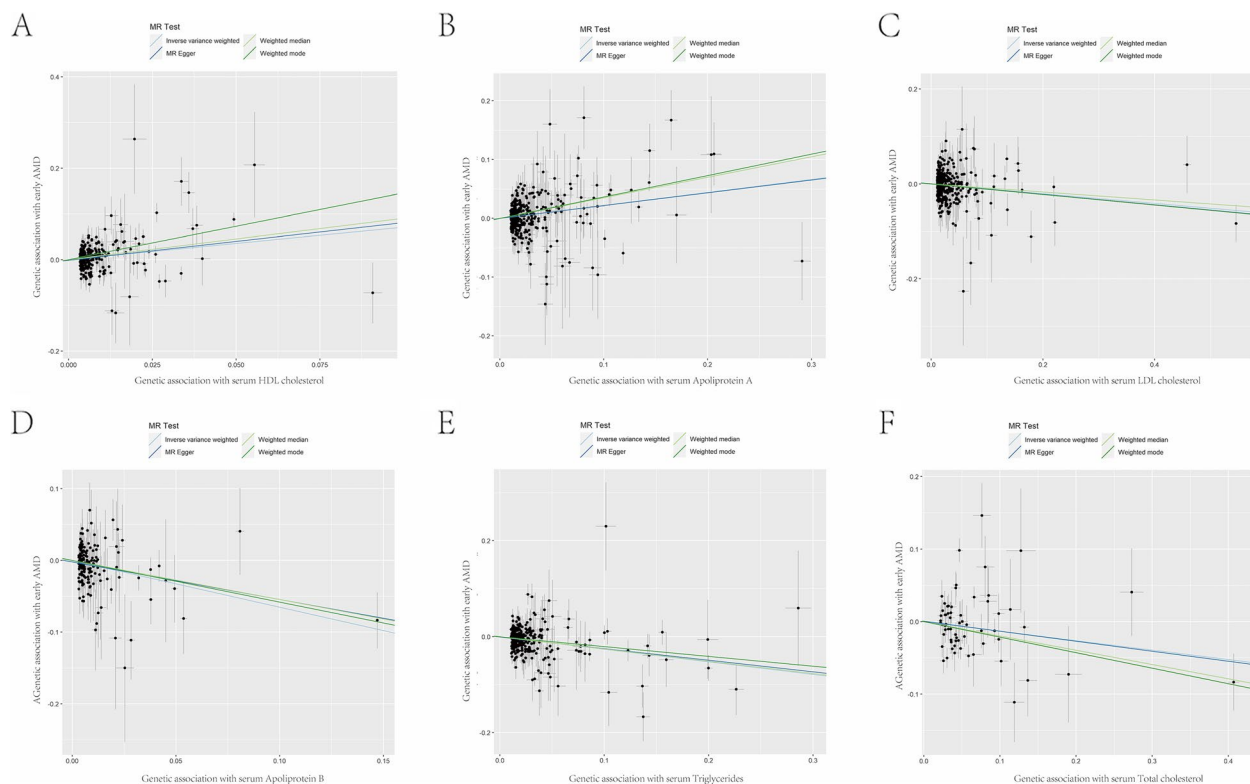 A
MR Test
Inverse variance weighted
Weighted median
MR Egger
Weighted mode
Genetic association with early AMD
0.4
0.2
0.0
-0.2
0.000
0.025
0.050
0.075
Genetic association with serum HDL cholesterol
B
MR Test
Inverse variance weighted
Weighted median
MR Egger
Weighted mode
Genetic association with early AMD
0.2
0.1
0.0
-0.1
-0.2
0.0
0.1
0.2
0.3
Genetic association with serum Apoliprotein A
C
MR Test
Inverse variance weighted
Weighted median
MR Egger
Weighted mode
Genetic association with early AMD
0.2
0.0
-0.2
0.0
0.2
0.4
Genetic association with serum LDL cholesterol
D
MR Test
Inverse variance weighted
Weighted median
MR Egger
Weighted mode
AGenetic association with early AMD
0.1
0.0
-0.1
-0.2
0.00
0.05
0.10
0.15
Genetic association with serum Apoliprotein B
E
MR Test
Inverse variance weighted
Weighted median
MR Egger
Weighted mode
Genetic association with early AMD
0.2
0.0
-0.2
0.0
0.1
0.2
0.3
Genetic association with serum Triglycerides
F
MR Test
Inverse variance weighted
Weighted median
MR Egger
Weighted mode
AGenetic association with early AMD
0.1
0.0
-0.1
0.0
0.1
0.2
0.3
0.4
Genetic association with serum Total cholesterol